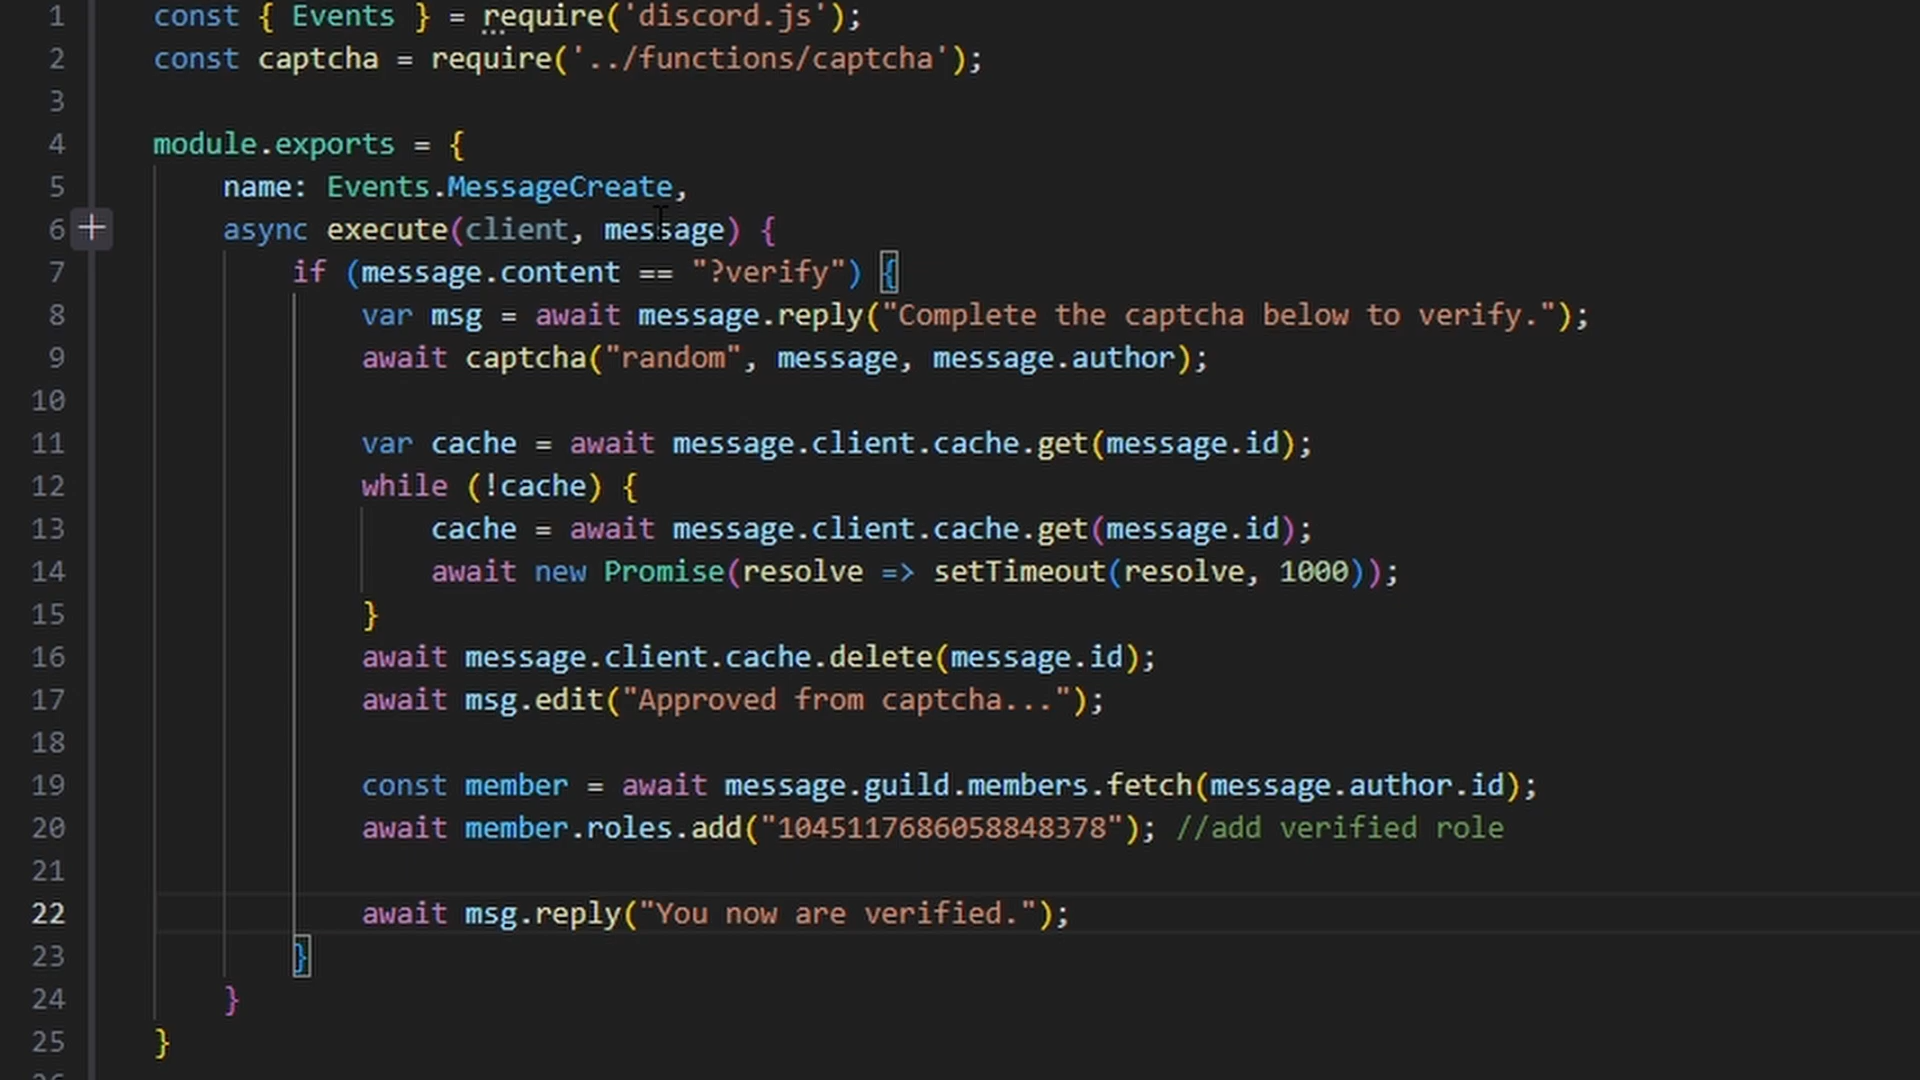 1 const { Events } = require('discord.js');
2 const captcha = require('../functions/captcha');
3
4 module.exports = {
5 name: Events.MessageCreate,
6 async execute(client, message) {
7 if (message.content == "?verify") {
8 var msg = await message.reply("Complete the captcha below to verify.");
9 await captcha("random", message, message.author);
10
11 var cache = await message.client.cache.get(message.id);
12 while (!cache) {
13 cache = await message.client.cache.get(message.id);
14 await new Promise(resolve => setTimeout(resolve, 1000));
15 }
16 await message.client.cache.delete(message.id);
17 await msg.edit("Approved from captcha...");
18
19 const member = await message.guild.members.fetch(message.author.id);
20 await member.roles.add("1045117686058848378"); //add verified role
21
22 await msg.reply("You now are verified.");
23 }
24 }
25 }